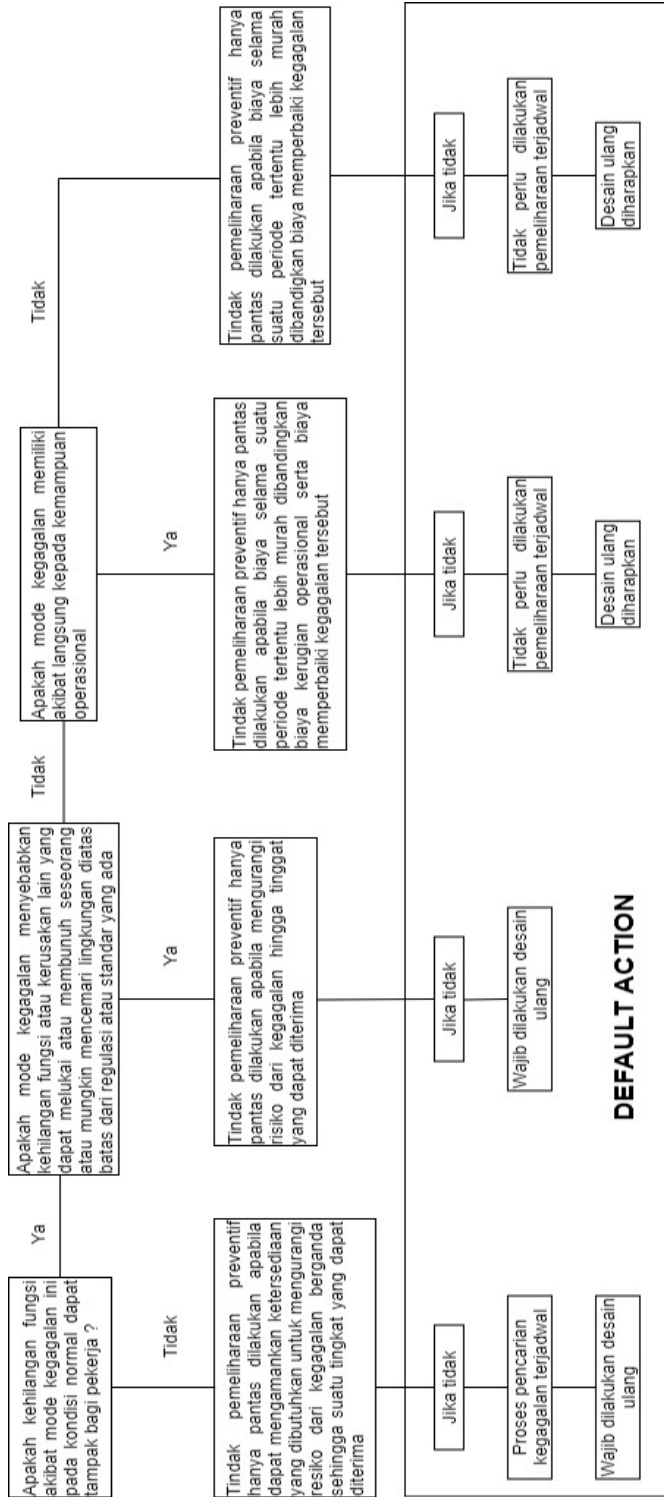 Apakah kehilangan fungsi
akibat mode kegagalan ini
pada kondisi normal dapat
tampak bagi pekerja ?
Ya
Apakah mode kegagalan menyebabkan
kehilangan fungsi atau kerusakan lain yang
dapat melukai atau membunuh seseorang
atau mungkin mencemari lingkungan diatas
batas dari regulasi atau standar yang ada
Tidak
Apakah mode kegagalan memiliki
akibat langsung kepada kemampuan
operasional
Tidak
Tidak
Ya
Ya
Tindak pemeliharaan preventif
hanya pantas dilakukan apabila
dapat mengamankan ketersediaan
yang dibutuhkan untuk mengurangi
resiko dari kegagalan berganda
sehingga suatu tingkat yang dapat
diterima
Tindak pemeliharaan preventif hanya
pantas dilakukan apabila mengurangi
risiko dari kegagalan hingga tinggat
yang dapat diterima
Tindak pemeliharaan preventif hanya pantas
dilakukan apabila biaya selama suatu
periode tertentu lebih murah dibandingkan
biaya kerugian operasional serta biaya
memperbaiki kegagalan tersebut
Tindak pemeliharaan preventif hanya
pantas dilakukan apabila biaya selama
suatu periode tertentu lebih murah
dibandigkan biaya memperbaiki kegagalan
tersebut
Jika tidak
Jika tidak
Jika tidak
Jika tidak
Proses pencarian
kegagalan terjadwal
Wajib dilakukan desain
ulang
Tidak perlu dilakukan
pemeliharaan terjadwal
Tidak perlu dilakukan
pemeliharaan terjadwal
Wajib dilakukan desain
ulang
Desain ulang
diharapkan
Desain ulang
diharapkan
DEFAULT ACTION